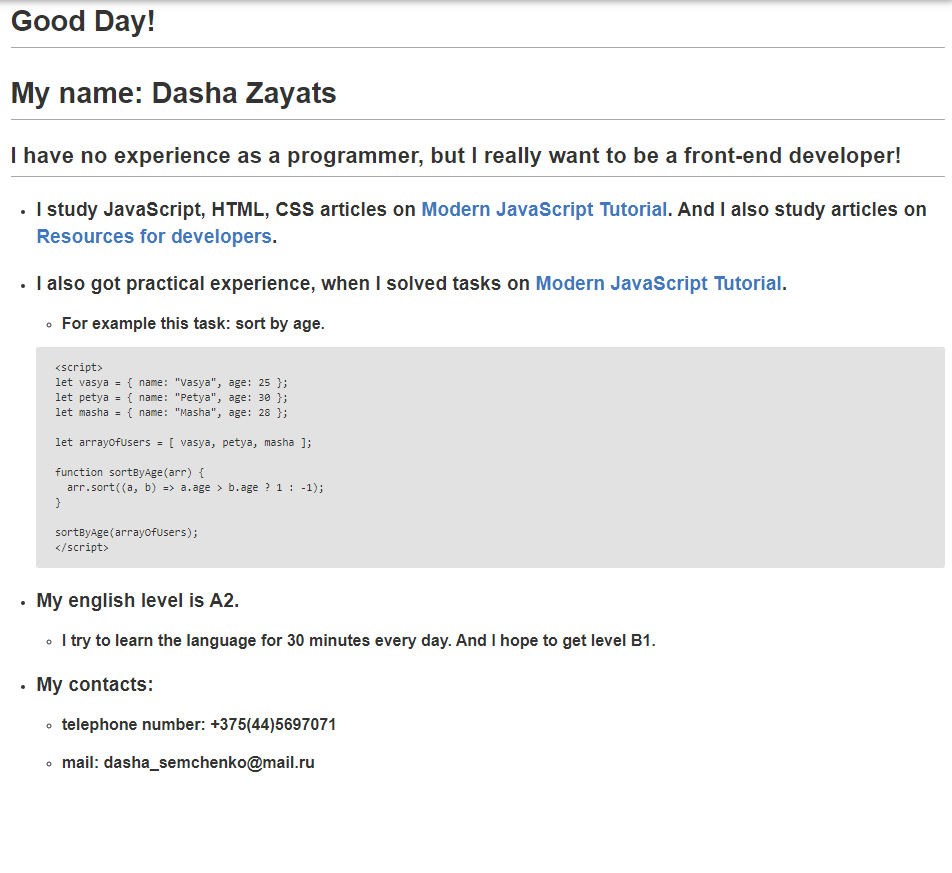 Good Day!
My name: Dasha Zayats
I have no experience as a programmer, but I really want to be a front-end developer!
I study JavaScript, HTML, CSS articles on Modern JavaScript Tutorial. And I also study articles on
Resources for developers.
I also got practical experience, when I solved tasks on Modern JavaScript Tutorial.
For example this task: sort by age.
<script>
let vasya = { name: "Vasya", age: 25 };
let petya = { name: "Petya", age: 30 };
let masha = { name: "Masha", age: 28 };
let arrayOfUsers = [ vasya, petya, masha ];
function sortByAge(arr) {
  arr.sort((a, b) => a.age > b.age ? 1 : -1);
}
sortByAge(arrayOfUsers);
</script>
My english level is A2.
I try to learn the language for 30 minutes every day. And I hope to get level B1.
My contacts:
telephone number: +375(44)5697071
mail: dasha_semchenko@mail.ru